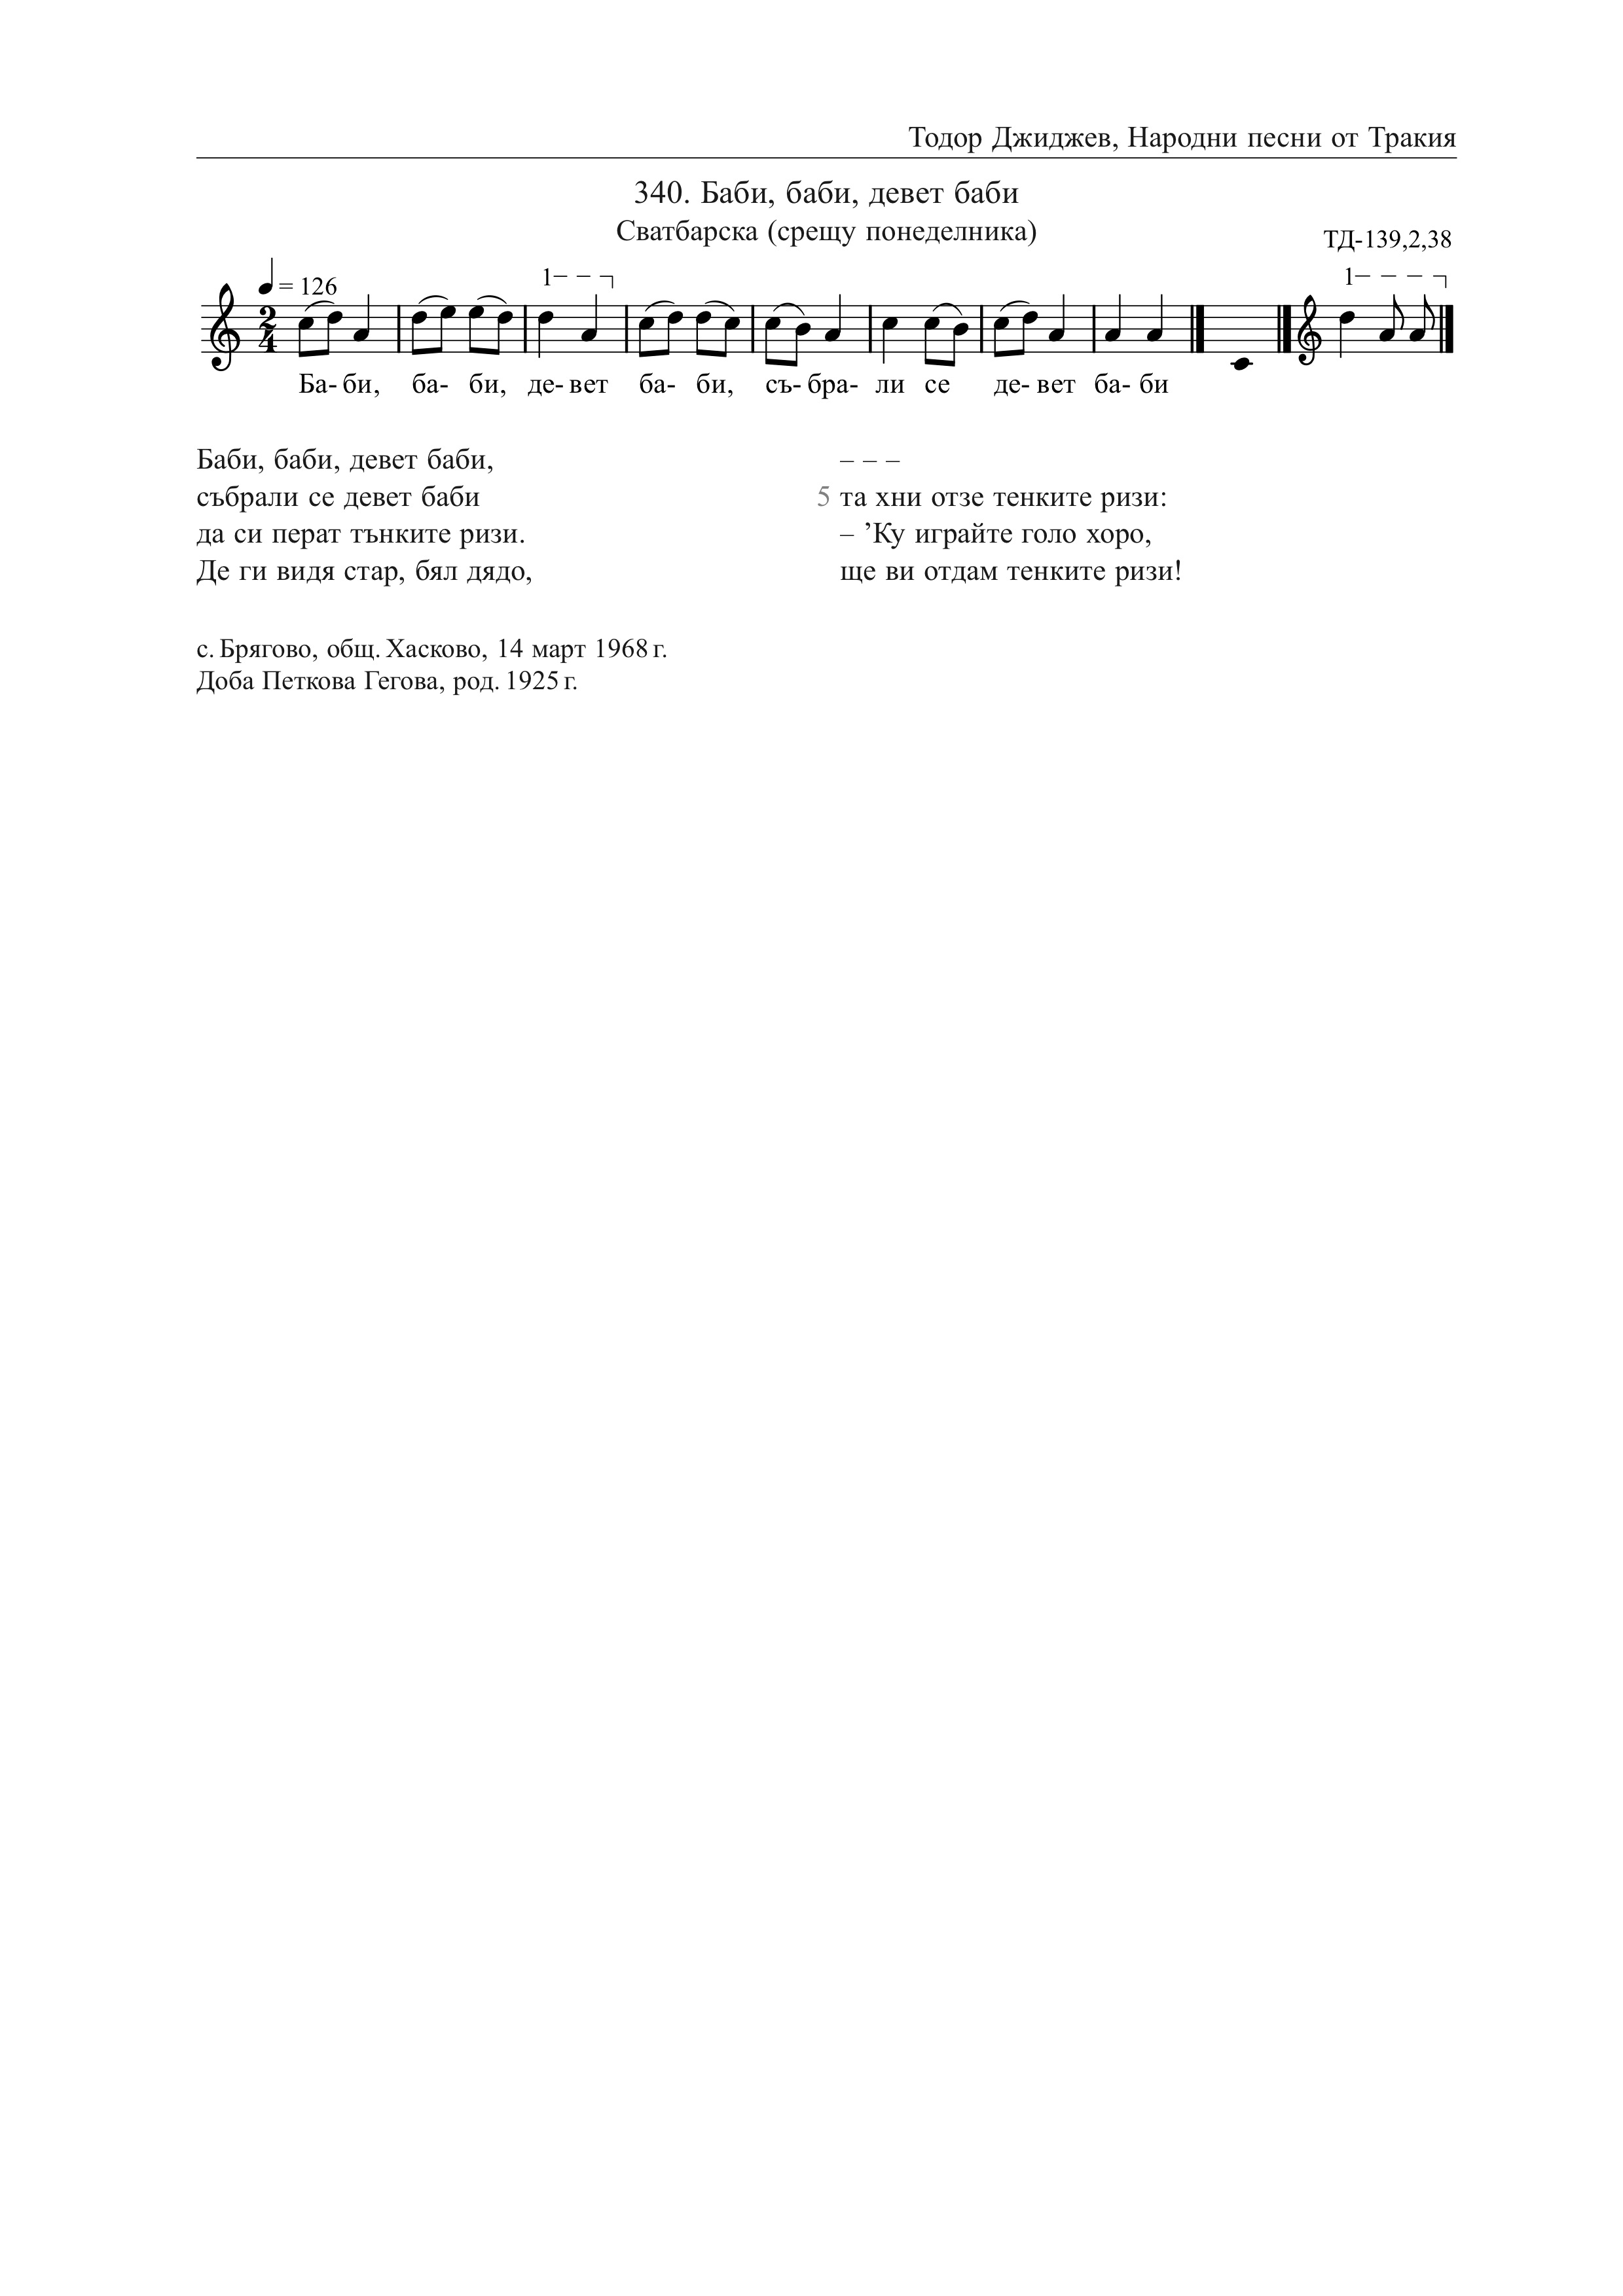 Тодор Джиджев, Народни песни от Тракия
340. Баби, баби, девет баби
Сватбарска (срещу понеделника)
ТД-139,2,38
= 126
1
1
2
4
Ба- би, ба- би, де- вет ба- би, съ- бра- ли се де- вет ба- би
Баби, баби, девет баби,
събрали се девет баби
да си перат тънките ризи.
Де ги видя стар, бял дядо,
– – –
5 та хни отзе тенките ризи:
– ’Ку играйте голо хоро,
ще ви отдам тенките ризи!
с. Брягово, общ. Хасково, 14 март 1968 г.
Доба Петкова Гегова, род. 1925 г.